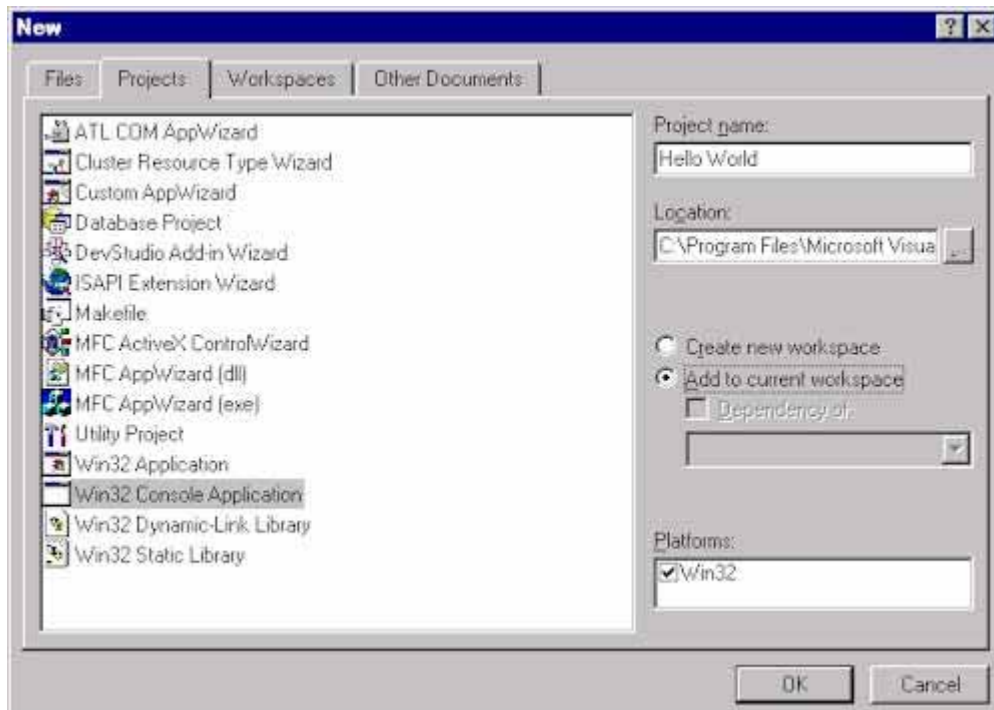 New
Files Projects Workspaces Other Documents
ATL COM AppWizard
Cluster Resource Type Wizard
Custom AppWizard
Database Project
DevStudio Add-in Wizard
ISAPI Extension Wizard
Makefile
MFC ActiveX ControlWizard
MFC AppWizard (dll)
MFC AppWizard (exe)
Utility Project
Win32 Application
Win32 Console Application
Win32 Dynamic-Link Library
Win32 Static Library
Project name:
Hello World
Location:
C:\Program Files\Microsoft Visua ...
Create new workspace
Add to current workspace
Dependency of:
Platforms:
Win32
OK Cancel